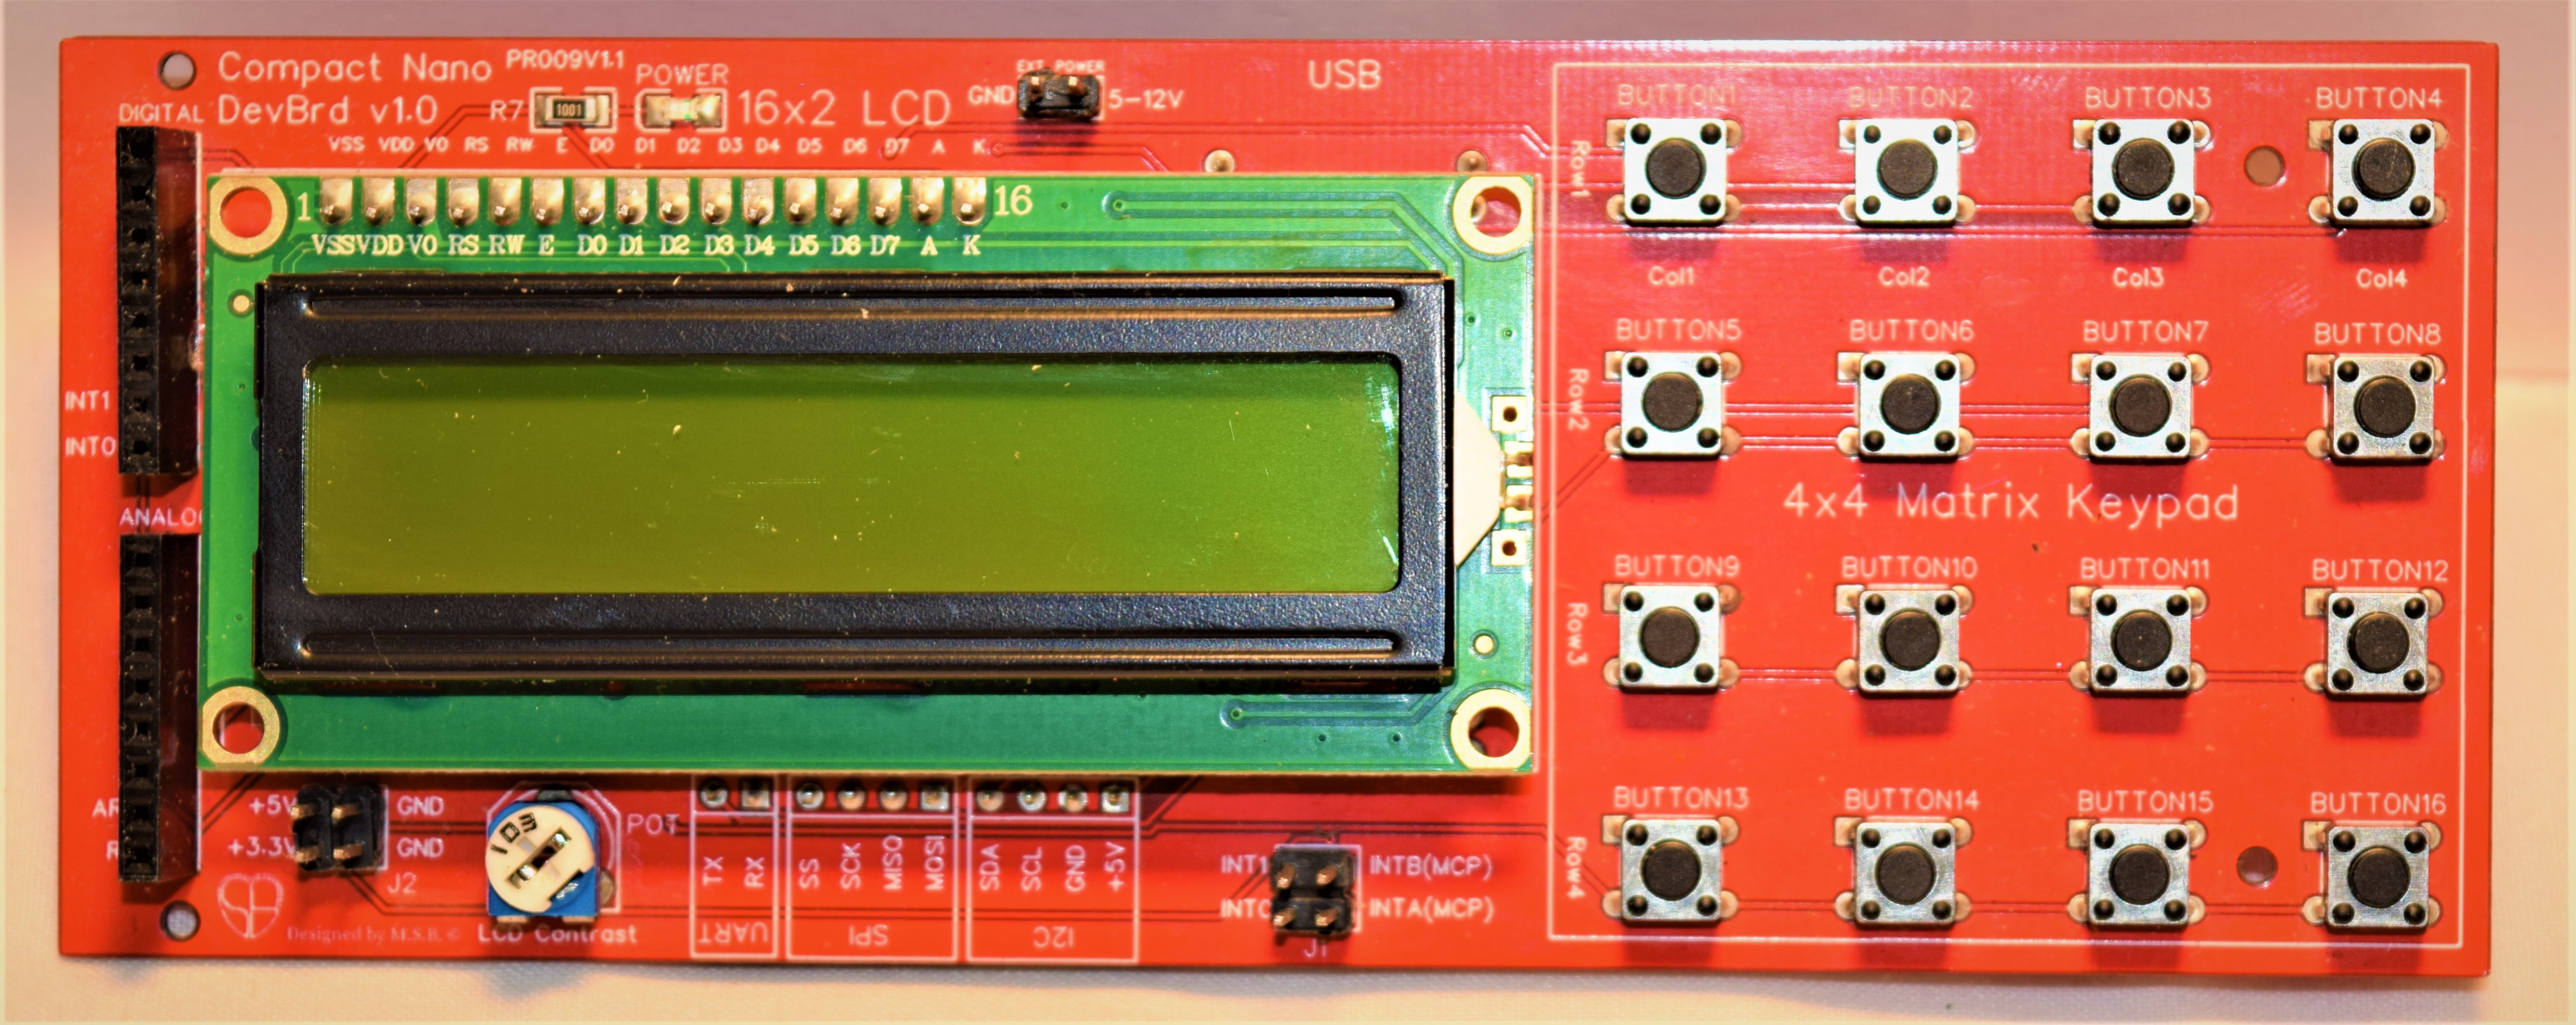 Compact Nano PR009V1.1
DevBrd v1.0
DIGITAL
R7 1001 POWER
16x2 LCD
VSS VDD V0 RS RW E D0 D1 D2 D3 D4 D5 D6 D7 A K
EXT POWER
GND 5-12V
USB
1 16
VSS VDD V0 RS RW E D0 D1 D2 D3 D4 D5 D6 D7 A K
INT1
INT0
+5V GND
+3.3V GND
J2
103
POT
LCD Contrast
Designed by M.S.B. ©
TX RX
UART
SS SCK MISO MOSI
SPI
SDA SCL GND +5V
I2C
INT1 INTB(MCP)
INTA(MCP)
J1
BUTTON1 BUTTON2 BUTTON3 BUTTON4
Row1
Col1 Col2 Col3 Col4
BUTTON5 BUTTON6 BUTTON7 BUTTON8
Row2
4x4 Matrix Keypad
BUTTON9 BUTTON10 BUTTON11 BUTTON12
Row3
BUTTON13 BUTTON14 BUTTON15 BUTTON16
Row4